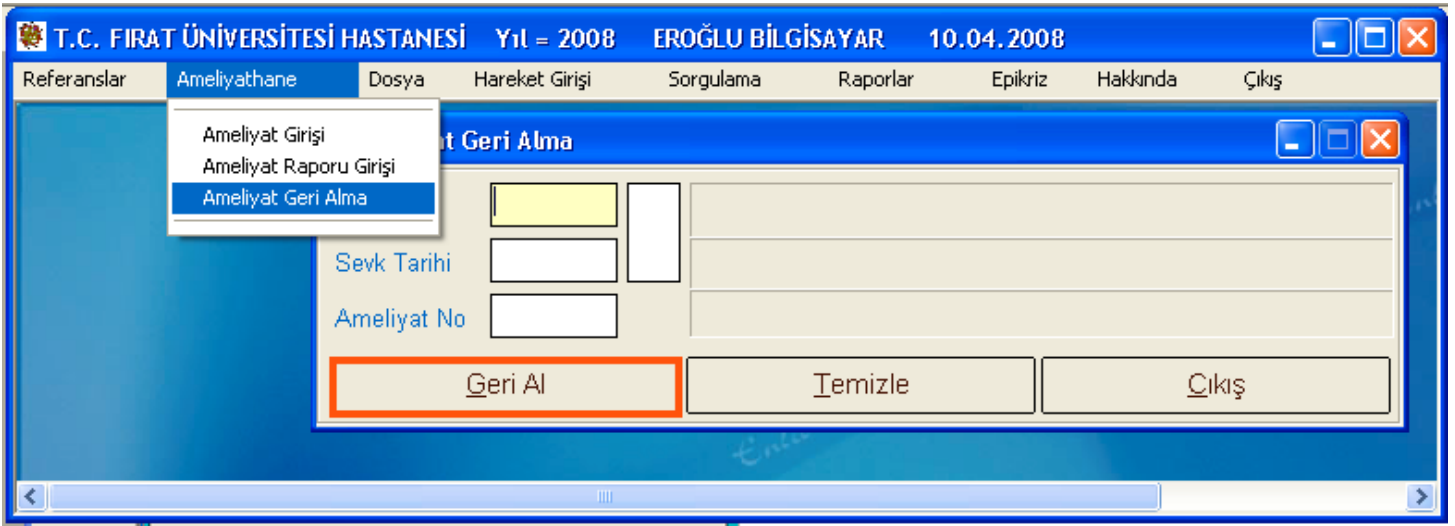 T.C. FIRAT ÜNİVERSİTESİ HASTANESİ Yıl = 2008 EROĞLU BİLGİSAYAR 10.04.2008
Referanslar Ameliyathane Dosya Hareket Girişi Sorgulama Raporlar Epikriz Hakkında Çıkış
Ameliyat Girişi
Ameliyat Raporu Girişi
Ameliyat Geri Alma
t Geri Alma
Sevk Tarihi
Ameliyat No
Geri Al Temizle Çıkış